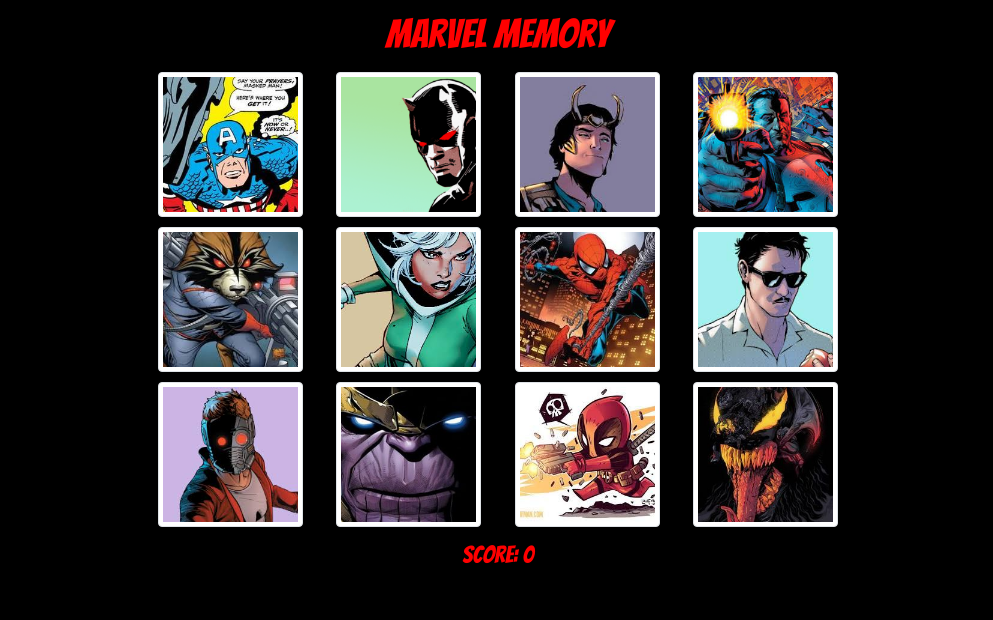 MARVEL MEMORY
SAY YOUR PRAYERS,
MASKED MAN!
HERE'S WHERE YOU
GET IT!
IT'S
NOW OR
NEVER..!
A
SCORE: 0